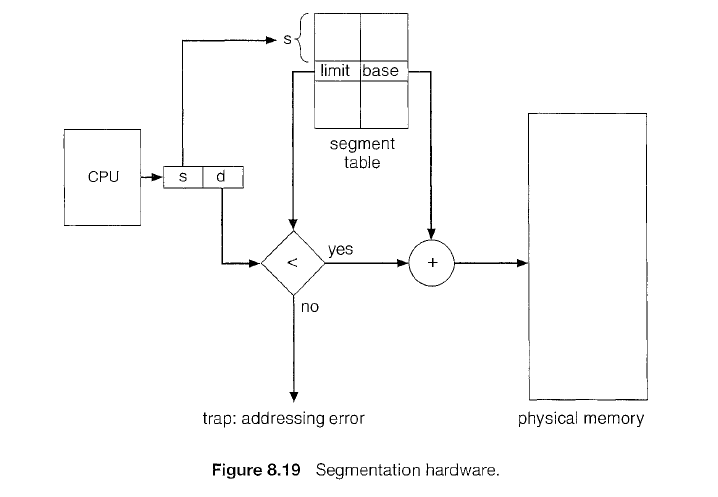 s
limit base
segment
table
CPU
s d
<
yes
+
no
trap: addressing error
physical memory
Figure 8.19 Segmentation hardware.